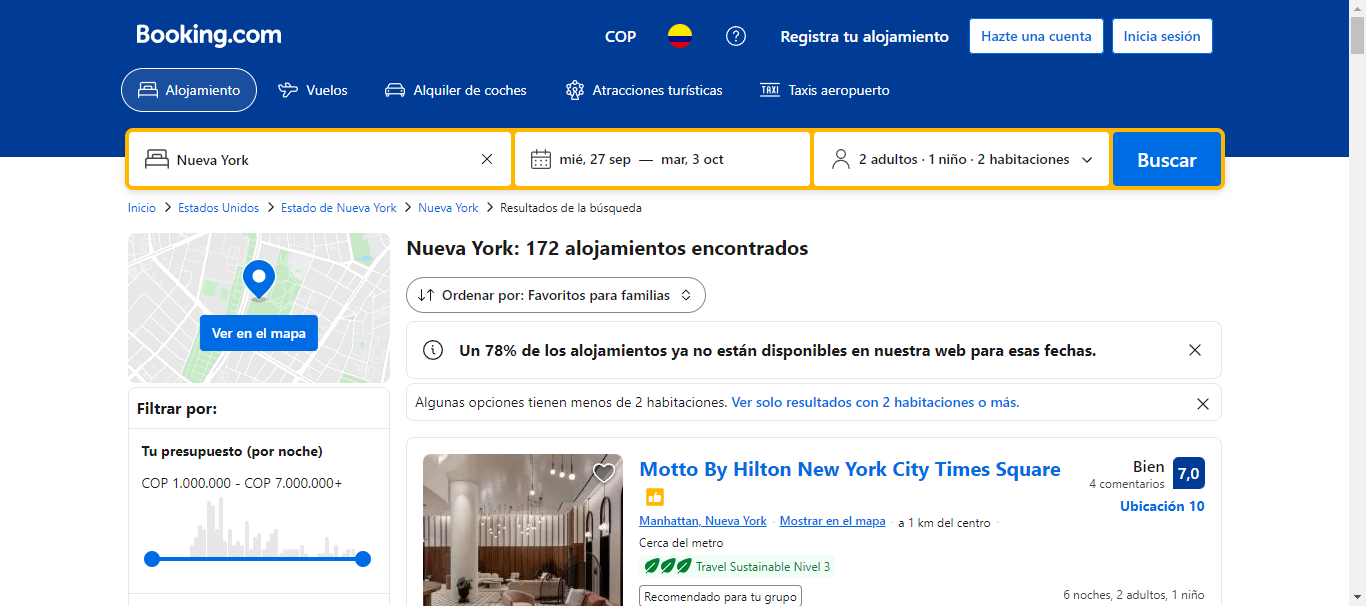 Booking.com
COP
Registra tu alojamiento
Hazte una cuenta
Inicia sesión
Alojamiento
Vuelos
Alquiler de coches
Atracciones turísticas
TAXI Taxis aeropuerto
Nueva York
mié, 27 sep — mar, 3 oct
2 adultos · 1 niño · 2 habitaciones
Buscar
Inicio > Estados Unidos > Estado de Nueva York > Nueva York > Resultados de la búsqueda
Ver en el mapa
Filtrar por:
Tu presupuesto (por noche)
COP 1.000.000 - COP 7.000.000+
Nueva York: 172 alojamientos encontrados
Ordenar por: Favoritos para familias
Un 78% de los alojamientos ya no están disponibles en nuestra web para esas fechas.
Algunas opciones tienen menos de 2 habitaciones. Ver solo resultados con 2 habitaciones o más.
Motto By Hilton New York City Times Square
Bien
4 comentarios
7,0
Ubicación 10
Manhattan, Nueva York · Mostrar en el mapa · a 1 km del centro ·
Cerca del metro
Travel Sustainable Nivel 3
Recomendado para tu grupo
6 noches, 2 adultos, 1 niño